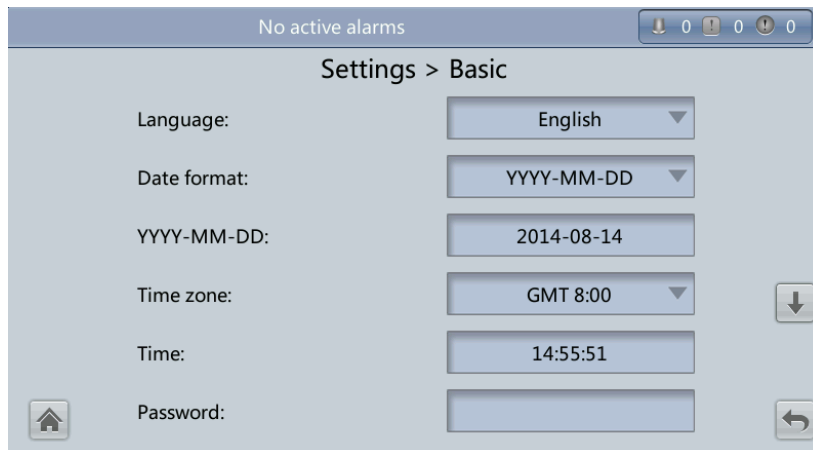 No active alarms 0 0 0
Settings > Basic
Language: English
Date format: YYYY-MM-DD
YYYY-MM-DD: 2014-08-14
Time zone: GMT 8:00
Time: 14:55:51
Password: